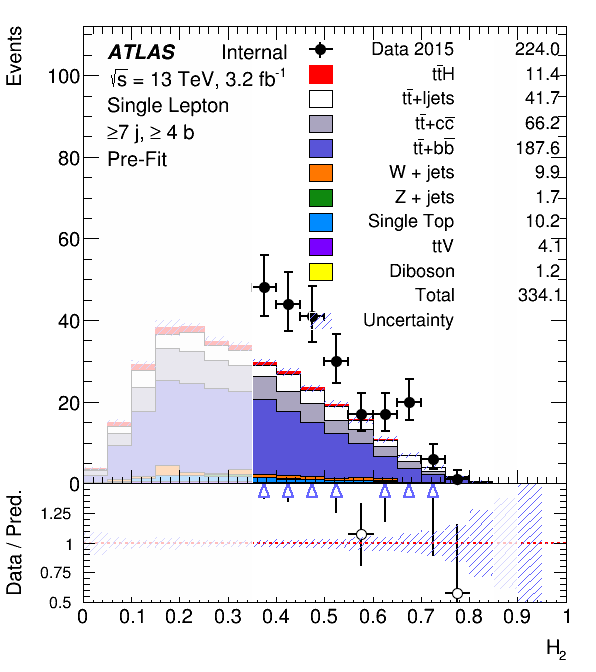 Events
ATLAS Internal
√s = 13 TeV, 3.2 fb⁻¹
Single Lepton
≥7 j, ≥ 4 b
Pre-Fit
Data 2015 224.0
tt̄H 11.4
tt̄+ljets 41.7
tt̄+cc̄ 66.2
tt̄+bb̄ 187.6
W + jets 9.9
Z + jets 1.7
Single Top 10.2
ttV 4.1
Diboson 1.2
Total 334.1
Uncertainty
100
80
60
40
20
0
Data / Pred.
1.25
1
0.75
0.5
0 0.1 0.2 0.3 0.4 0.5 0.6 0.7 0.8 0.9 1
H₂